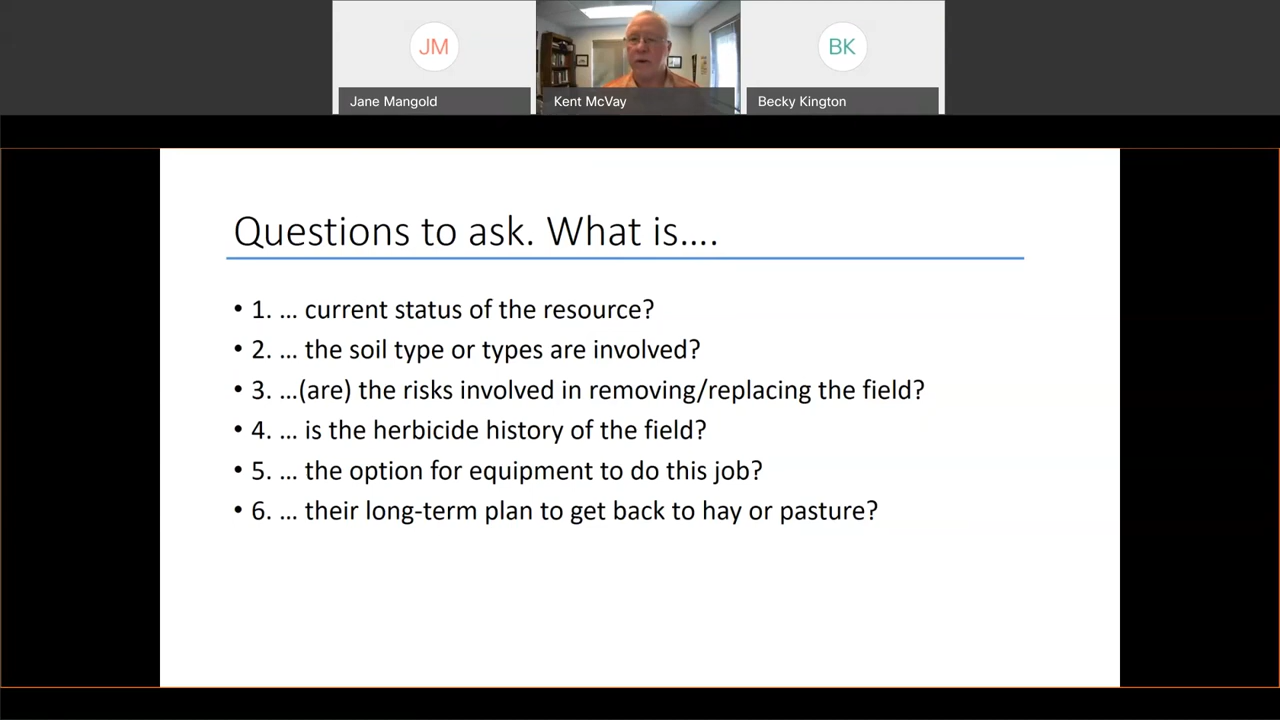 JM
BK
Jane Mangold
Kent McVay
Becky Kington
Questions to ask. What is....
• 1. ... current status of the resource?
• 2. ... the soil type or types are involved?
• 3. ...(are) the risks involved in removing/replacing the field?
• 4. ... is the herbicide history of the field?
• 5. ... the option for equipment to do this job?
• 6. ... their long-term plan to get back to hay or pasture?